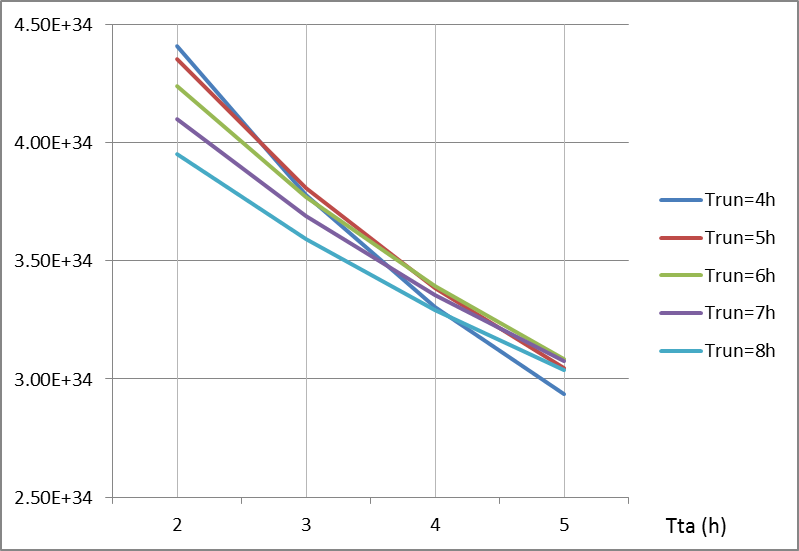 4.50E+34
4.00E+34
3.50E+34
3.00E+34
2.50E+34
2 3 4 5 Tta (h)
Trun=4h
Trun=5h
Trun=6h
Trun=7h
Trun=8h